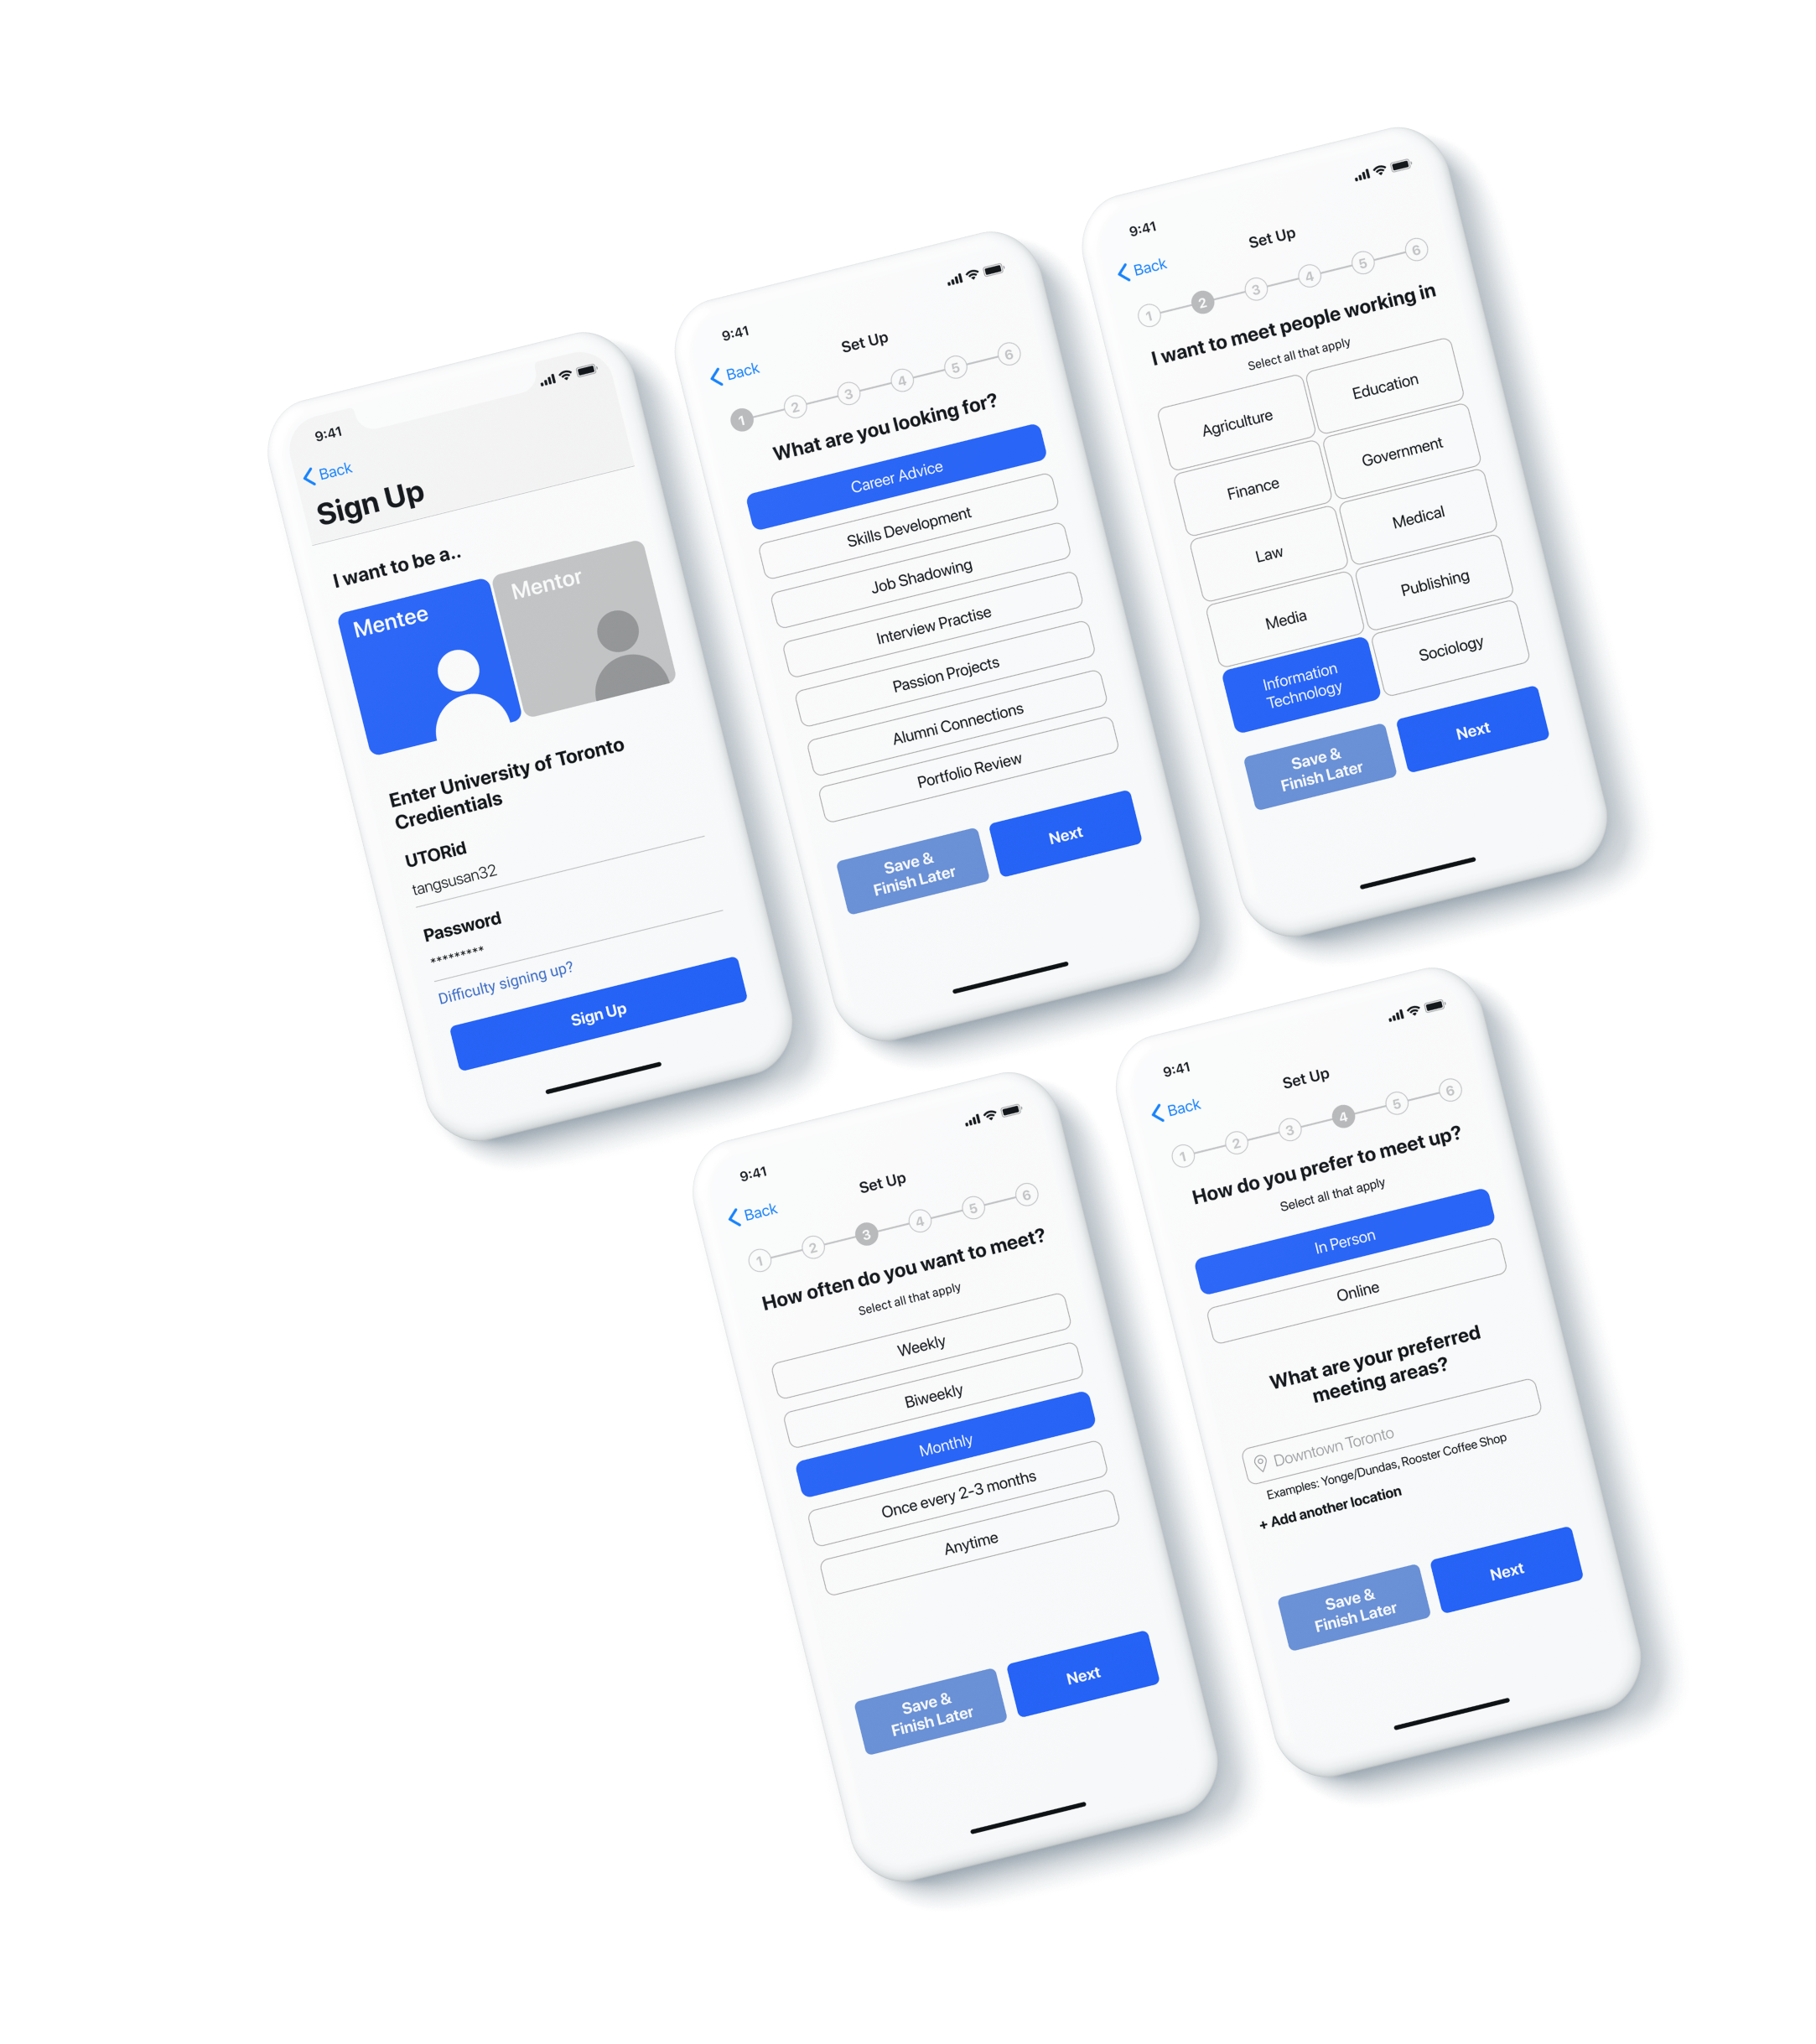 9:41
Back
Sign Up
I want to be a..
Mentee
Mentor
Enter University of Toronto
Credientials
UTORid
tangsusan32
Password
*********
Difficulty signing up?
Sign Up
9:41
Back
Set Up
1 2 3 4 5 6
What are you looking for?
Career Advice
Skills Development
Job Shadowing
Interview Practise
Passion Projects
Alumni Connections
Portfolio Review
Save &
Finish Later
Next
9:41
Back
Set Up
1 2 3 4 5 6
I want to meet people working in
Select all that apply
Agriculture
Education
Finance
Government
Law
Medical
Media
Publishing
Information
Technology
Sociology
Save &
Finish Later
Next
9:41
Back
Set Up
1 2 3 4 5 6
How often do you want to meet?
Select all that apply
Weekly
Biweekly
Monthly
Once every 2-3 months
Anytime
Save &
Finish Later
Next
9:41
Back
Set Up
1 2 3 4 5 6
How do you prefer to meet up?
Select all that apply
In Person
Online
What are your preferred
meeting areas?
Downtown Toronto
Examples: Yonge/Dundas, Rooster Coffee Shop
+ Add another location
Save &
Finish Later
Next